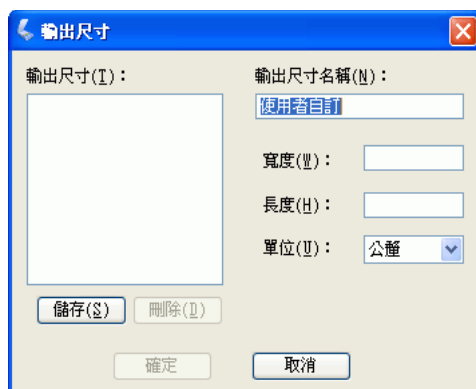 輸出尺寸
輸出尺寸(I)：
輸出尺寸名稱(N)：
使用者自訂
寬度(W)：
長度(H)：
單位(U)：
公釐
儲存(S)
刪除(D)
確定
取消